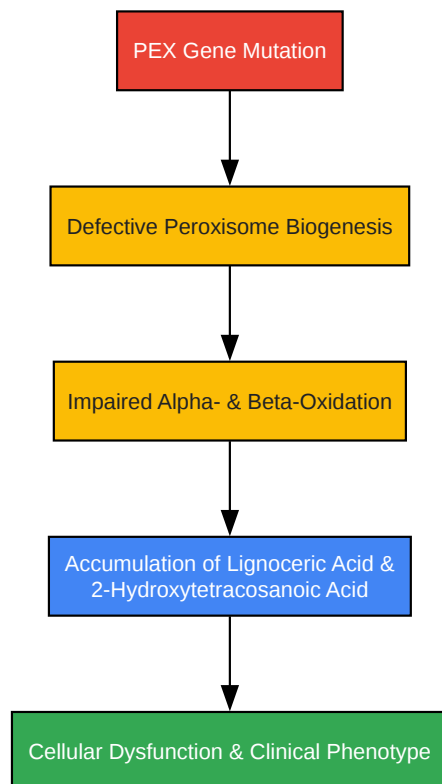 PEX Gene Mutation
Defective Peroxisome Biogenesis
Impaired Alpha- & Beta-Oxidation
Accumulation of Lignoceric Acid &
2-Hydroxytetracosanoic Acid
Cellular Dysfunction & Clinical Phenotype